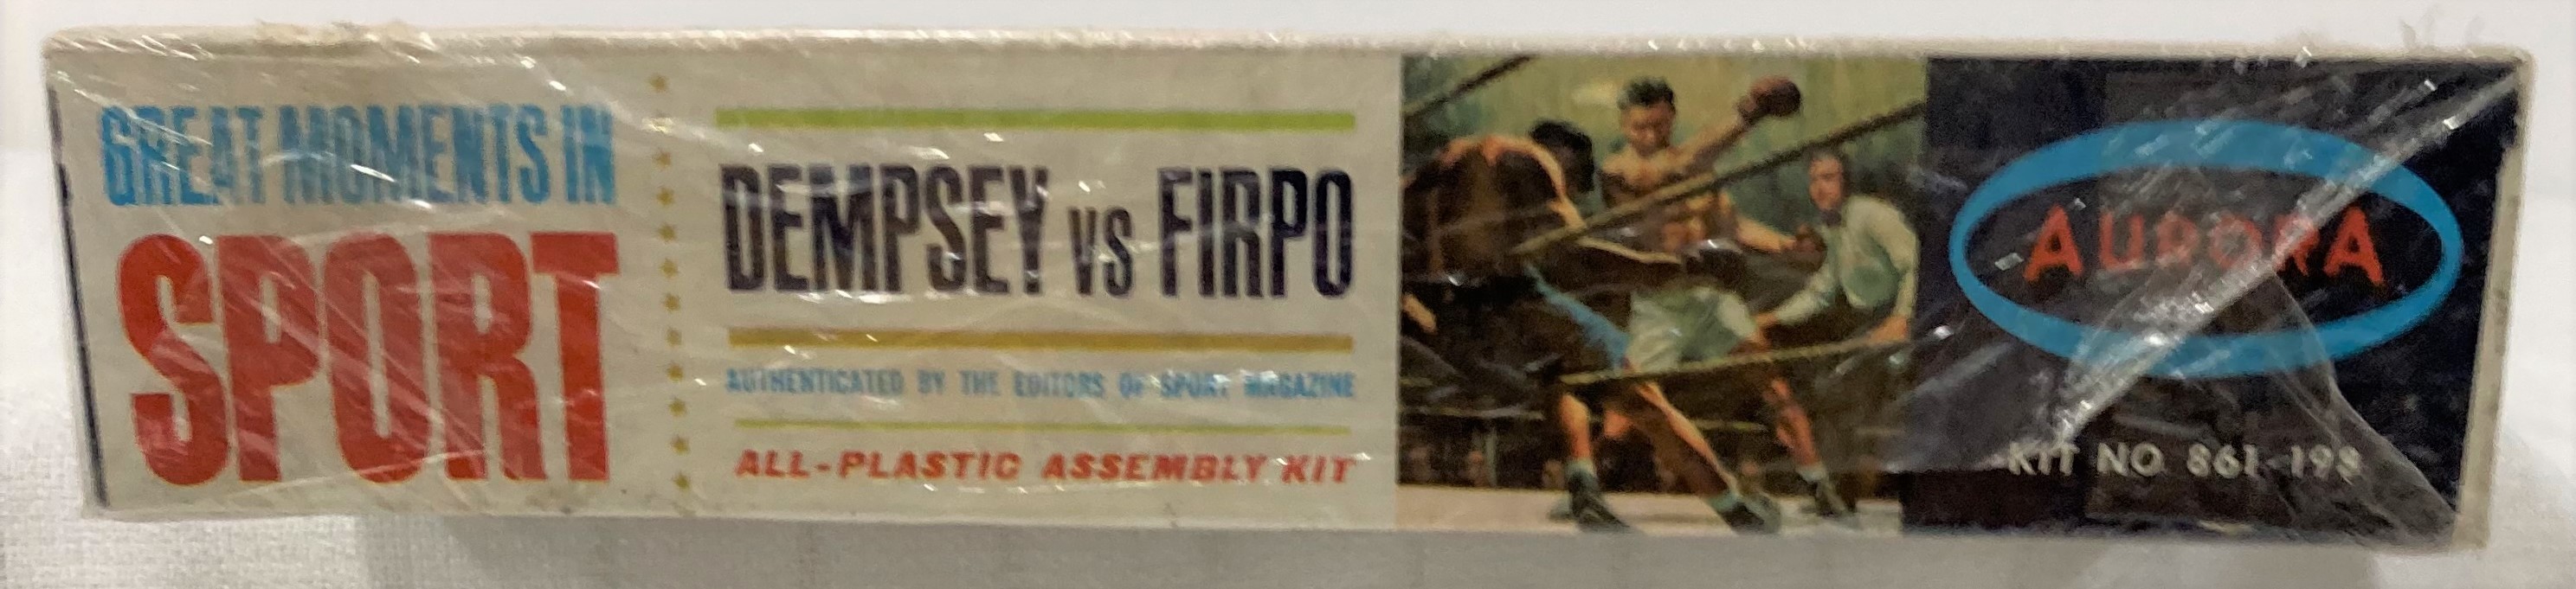 GREAT MOMENTS IN
SPORT
DEMPSEY VS FIRPO
AUTHENTICATED BY THE EDITORS OF SPORT MAGAZINE
ALL-PLASTIC ASSEMBLY KIT
AURORA
KIT NO 861-198